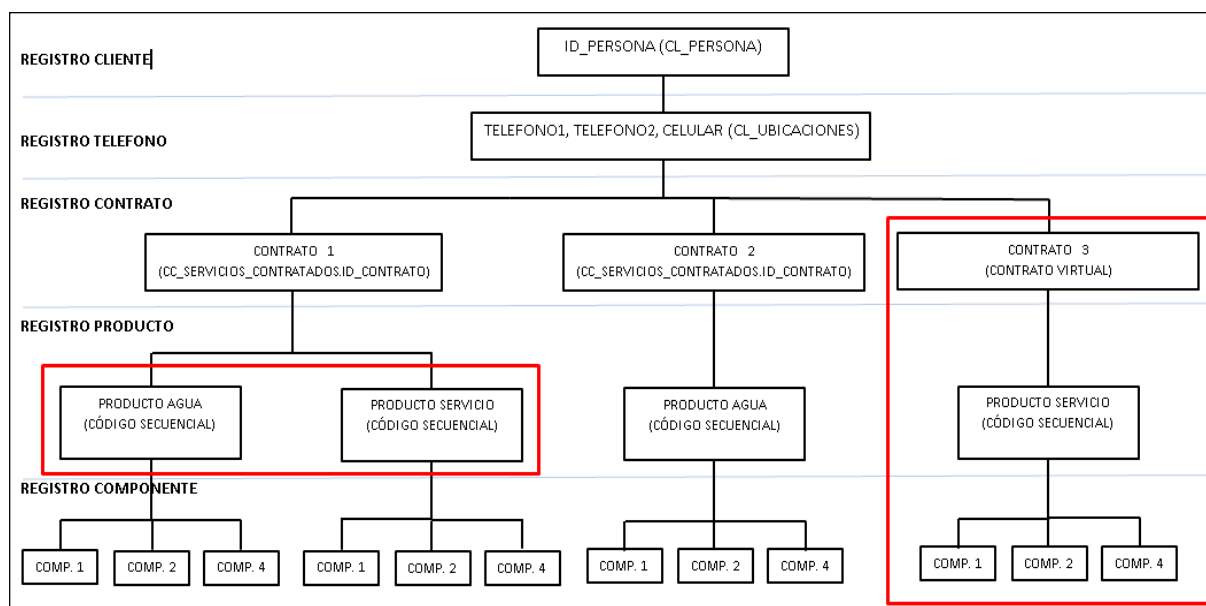 REGISTRO CLIENTE
ID_PERSONA (CL_PERSONA)
REGISTRO TELEFONO
TELEFONO1, TELEFONO2, CELULAR (CL_UBICACIONES)
REGISTRO CONTRATO
CONTRATO 1
(CC_SERVICIOS_CONTRATADOS.ID_CONTRATO)
CONTRATO 2
(CC_SERVICIOS_CONTRATADOS.ID_CONTRATO)
CONTRATO 3
(CONTRATO VIRTUAL)
REGISTRO PRODUCTO
PRODUCTO AGUA
(CÓDIGO SECUENCIAL)
PRODUCTO SERVICIO
(CÓDIGO SECUENCIAL)
PRODUCTO AGUA
(CÓDIGO SECUENCIAL)
PRODUCTO SERVICIO
(CÓDIGO SECUENCIAL)
REGISTRO COMPONENTE
COMP. 1
COMP. 2
COMP. 4
COMP. 1
COMP. 2
COMP. 4
COMP. 1
COMP. 2
COMP. 4
COMP. 1
COMP. 2
COMP. 4